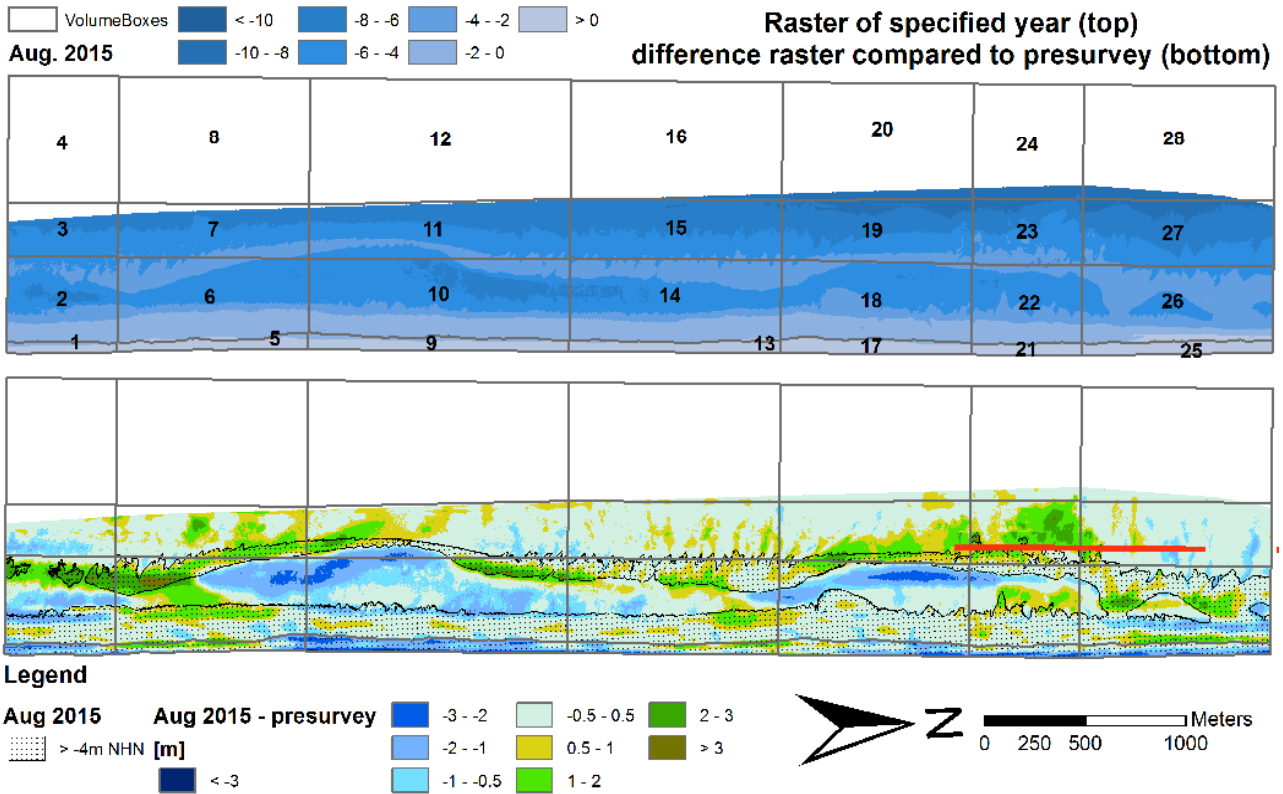 VolumeBoxes < -10 -8 - -6 -4 - -2 > 0
Aug. 2015 -10 - -8 -6 - -4 -2 - 0
Raster of specified year (top)
difference raster compared to presurvey (bottom)
4 8 12 16 20 24 28
3 7 11 15 19 23 27
2 6 10 14 18 22 26
1 5 9 13 17 21 25
Legend
Aug 2015 Aug 2015 - presurvey
> -4m NHN [m]
< -3
-3 - -2 -0.5 - 0.5 2 - 3
-2 - -1 0.5 - 1 > 3
-1 - -0.5 1 - 2
N
Meters
0 250 500 1000